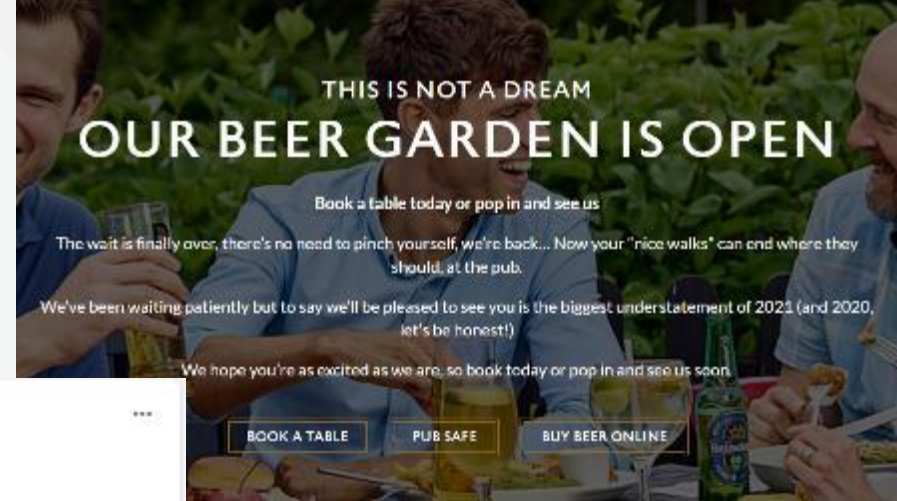 THIS IS NOT A DREAM
OUR BEER GARDEN IS OPEN
Book a table today or pop in and see us
The wait is finally over, there's no need to pinch yourself, we're back... Now your "nice walks" can end where they
should, at the pub.
We've been waiting patiently but to say we'll be pleased to see you is the biggest understatement of 2021 (and 2020,
let's be honest!)
We hope you're as excited as we are, so book today or pop in and see us soon.
BOOK A TABLE
PUB SAFE
BUY BEER ONLINE
Heineken